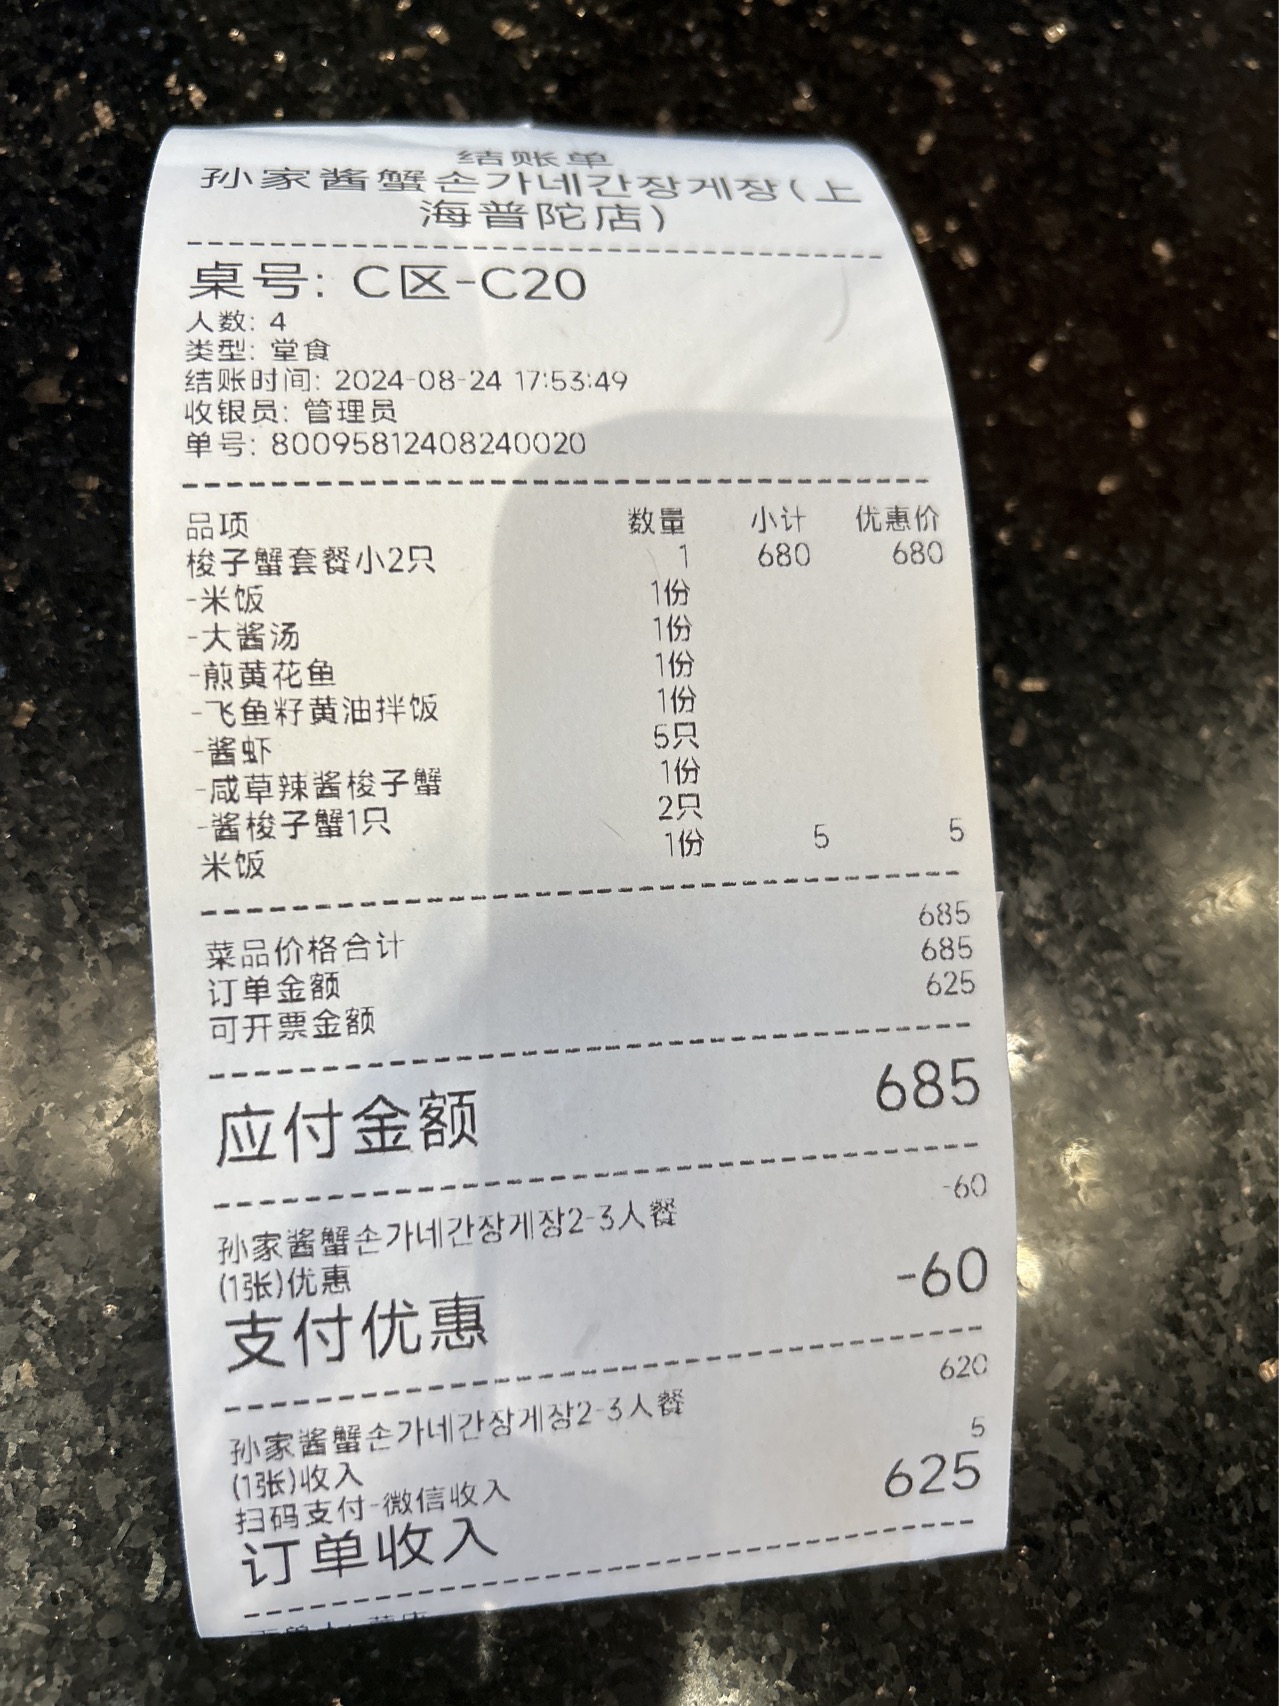 结账单
孙家酱蟹손가네간장게장(上
海普陀店)
桌号: C区-C20
人数: 4
类型: 堂食
结账时间: 2024-08-24 17:53:49
收银员: 管理员
单号: 80095812408240020
品项 数量 小计 优惠价
梭子蟹套餐小2只 1 680 680
-米饭 1份
-大酱汤 1份
-煎黄花鱼 1份
-飞鱼籽黄油拌饭 1份
-酱虾 5只
-咸草辣酱梭子蟹 1份
-酱梭子蟹1只 2只
米饭 1份 5 5
菜品价格合计 685
订单金额 685
可开票金额 625
应付金额 685
孙家酱蟹손가네간장게장2-3人餐 -60
(1张)优惠
支付优惠 -60
孙家酱蟹손가네간장게장2-3人餐 620
(1张)收入
扫码支付-微信收入 5
订单收入 625